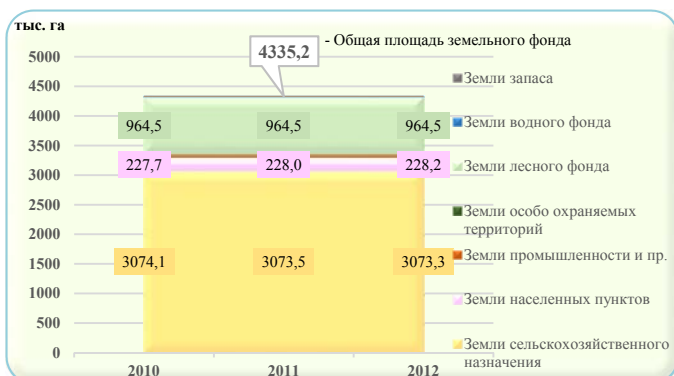 тыс. га
4335,2
- Общая площадь земельного фонда
5000
4500
4000
3500
3000
2500
2000
1500
1000
500
0
964,5 964,5 964,5
227,7 228,0 228,2
3074,1 3073,5 3073,3
2010 2011 2012
Земли запаса
Земли водного фонда
Земли лесного фонда
Земли особо охраняемых
территорий
Земли промышленности и пр.
Земли населенных пунктов
Земли сельскохозяйственного
назначения